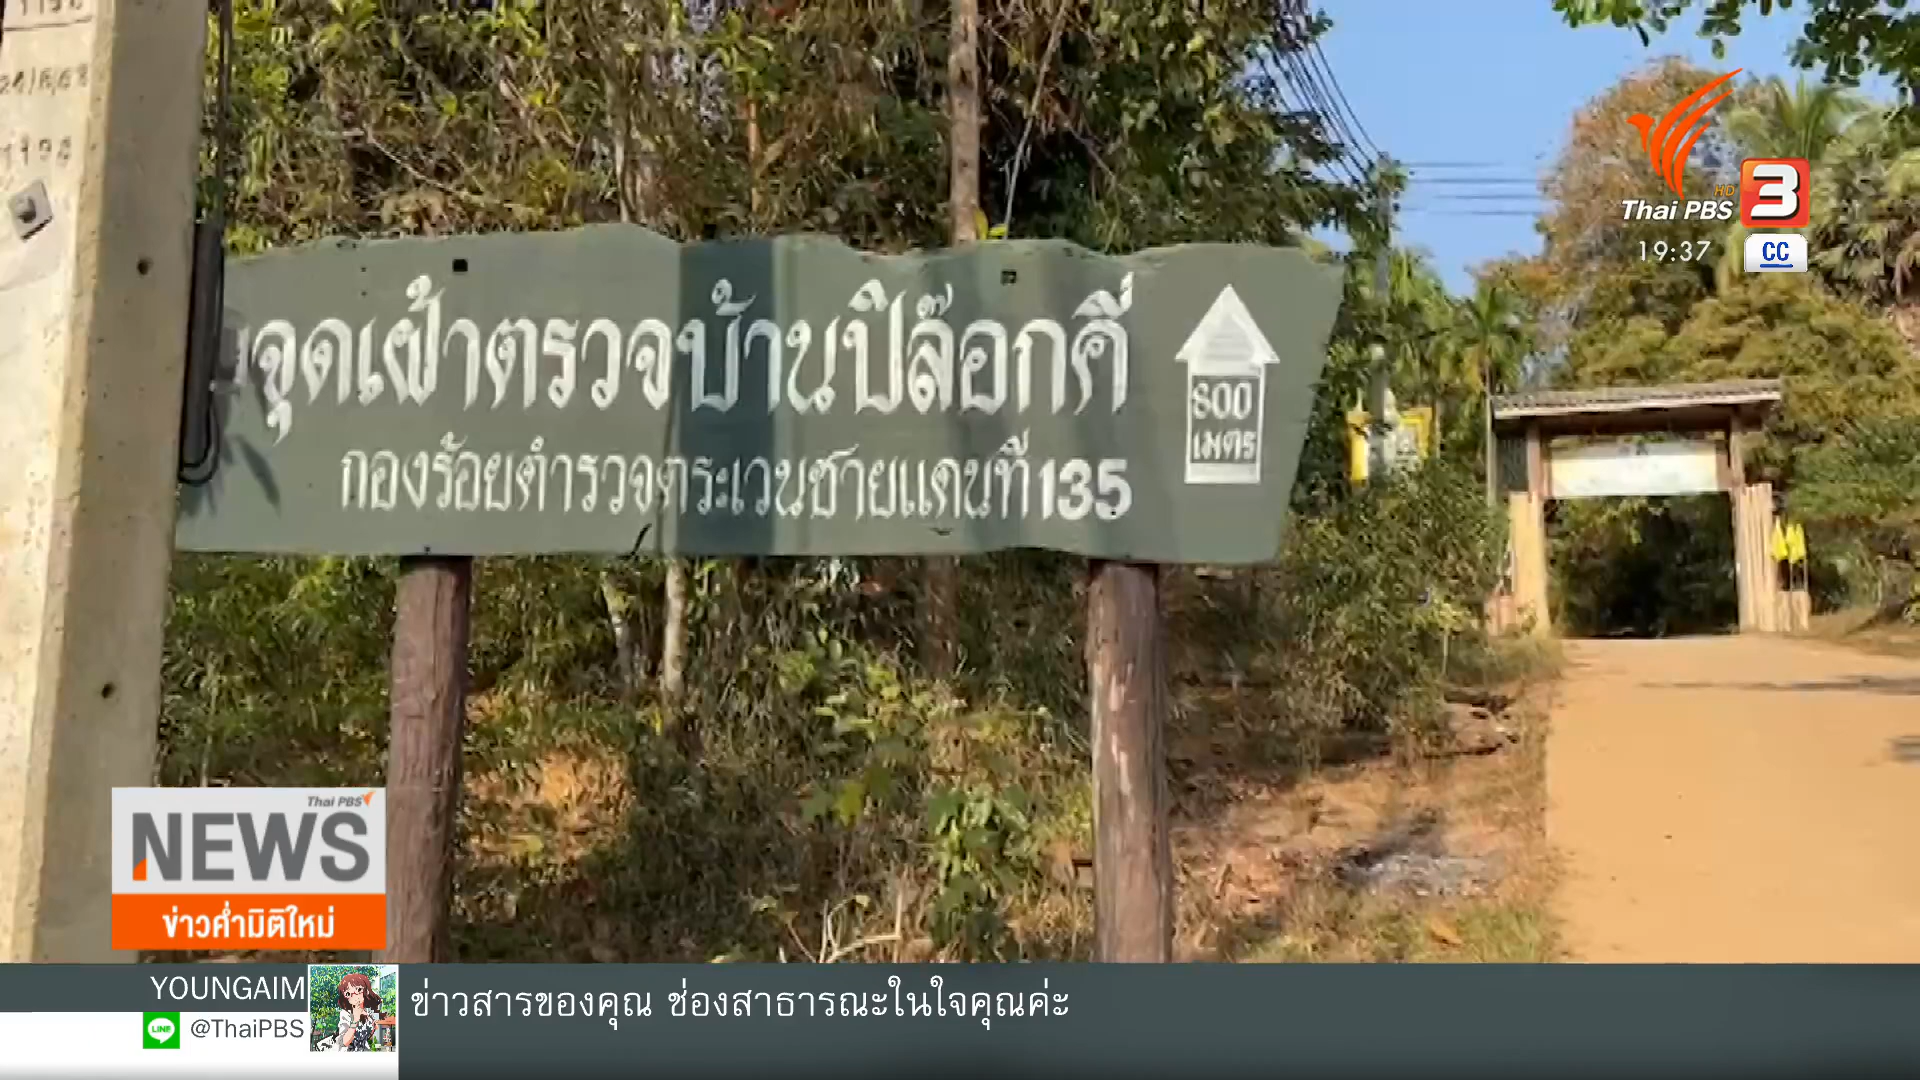 Thai PBS HD 3
19:37 CC
จุดเฝ้าตรวจบ้านปิล๊อกคี่
กองร้อยตำรวจตระเวนชายแดนที่ 135
800
เมตร
Thai PBS
NEWS
ข่าวค่ำมิติใหม่
YOUNGAIM
LINE @ThaiPBS
ข่าวสารของคุณ ช่องสาธารณะในใจคุณค่ะ